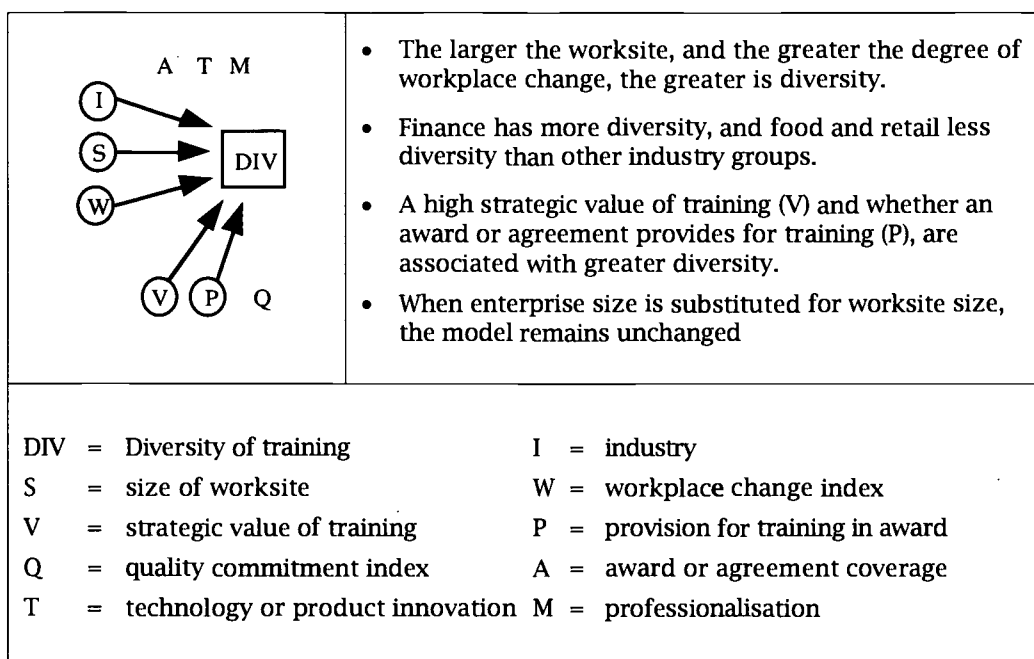 A T M
I
S
DIV
W
V P Q
• The larger the worksite, and the greater the degree of
workplace change, the greater is diversity.
• Finance has more diversity, and food and retail less
diversity than other industry groups.
• A high strategic value of training (V) and whether an
award or agreement provides for training (P), are
associated with greater diversity.
• When enterprise size is substituted for worksite size,
the model remains unchanged
DIV = Diversity of training I = industry
S = size of worksite W = workplace change index
V = strategic value of training P = provision for training in award
Q = quality commitment index A = award or agreement coverage
T = technology or product innovation M = professionalisation